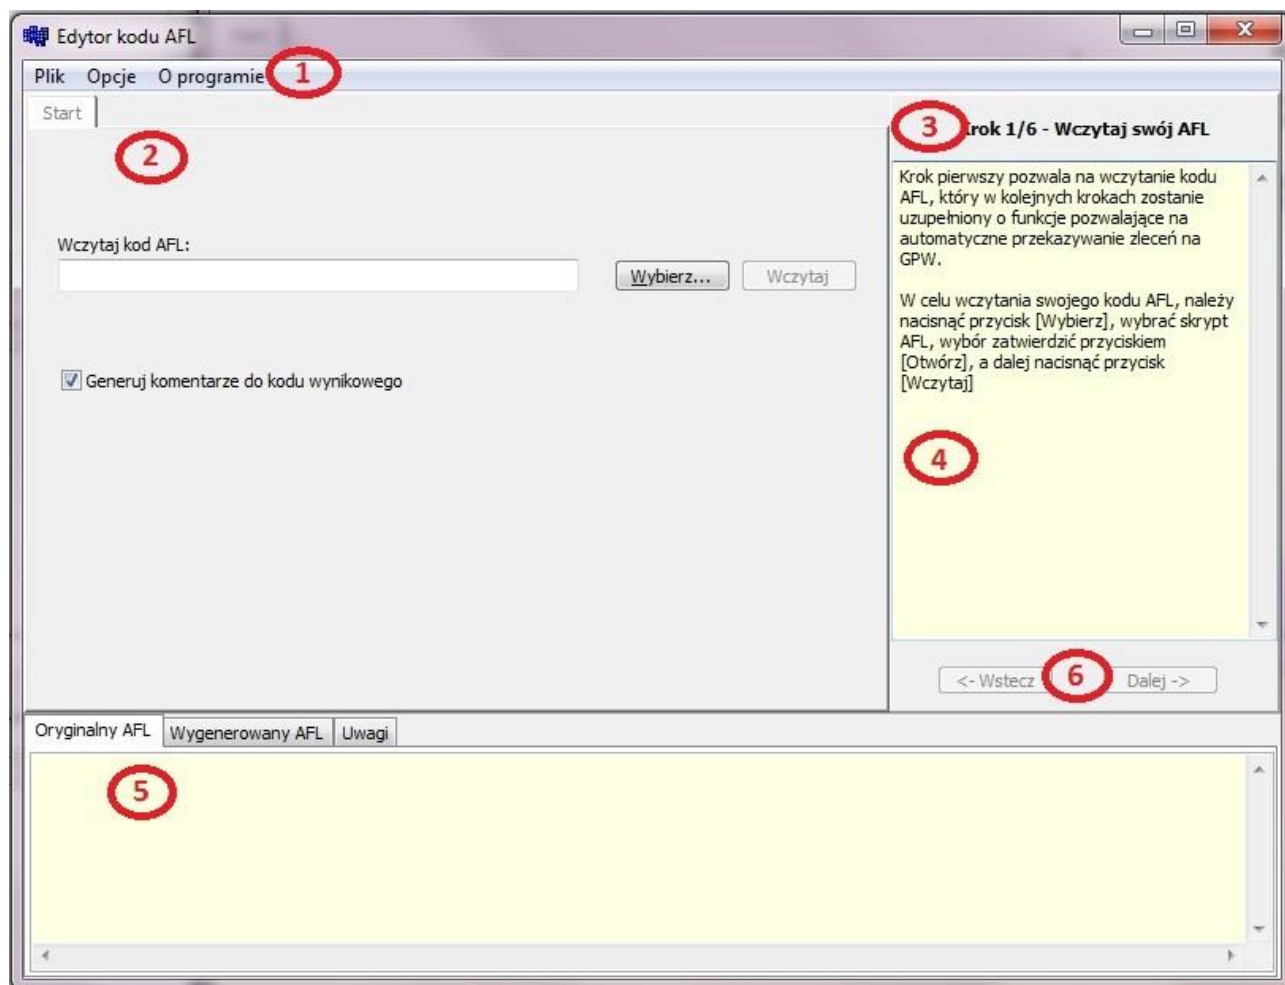 Edytor kodu AFL
Plik Opcje O programie 1
Start
2
Wczytaj kod AFL:
Wybierz... Wczytaj
Generuj komentarze do kodu wynikowego
3 Krok 1/6 - Wczytaj swój AFL
Krok pierwszy pozwala na wczytanie kodu
AFL, który w kolejnych krokach zostanie
uzupełniony o funkcje pozwalające na
automatyczne przekazywanie zleceń na
GPW.
W celu wczytania swojego kodu AFL, należy
nacisnąć przycisk [Wybierz], wybrać skrypt
AFL, wybór zatwierdzić przyciskiem
[Otwórz], a dalej nacisnąć przycisk
[Wczytaj]
4
<- Wstecz 6 Dalej ->
Oryginalny AFL Wygenerowany AFL Uwagi
5